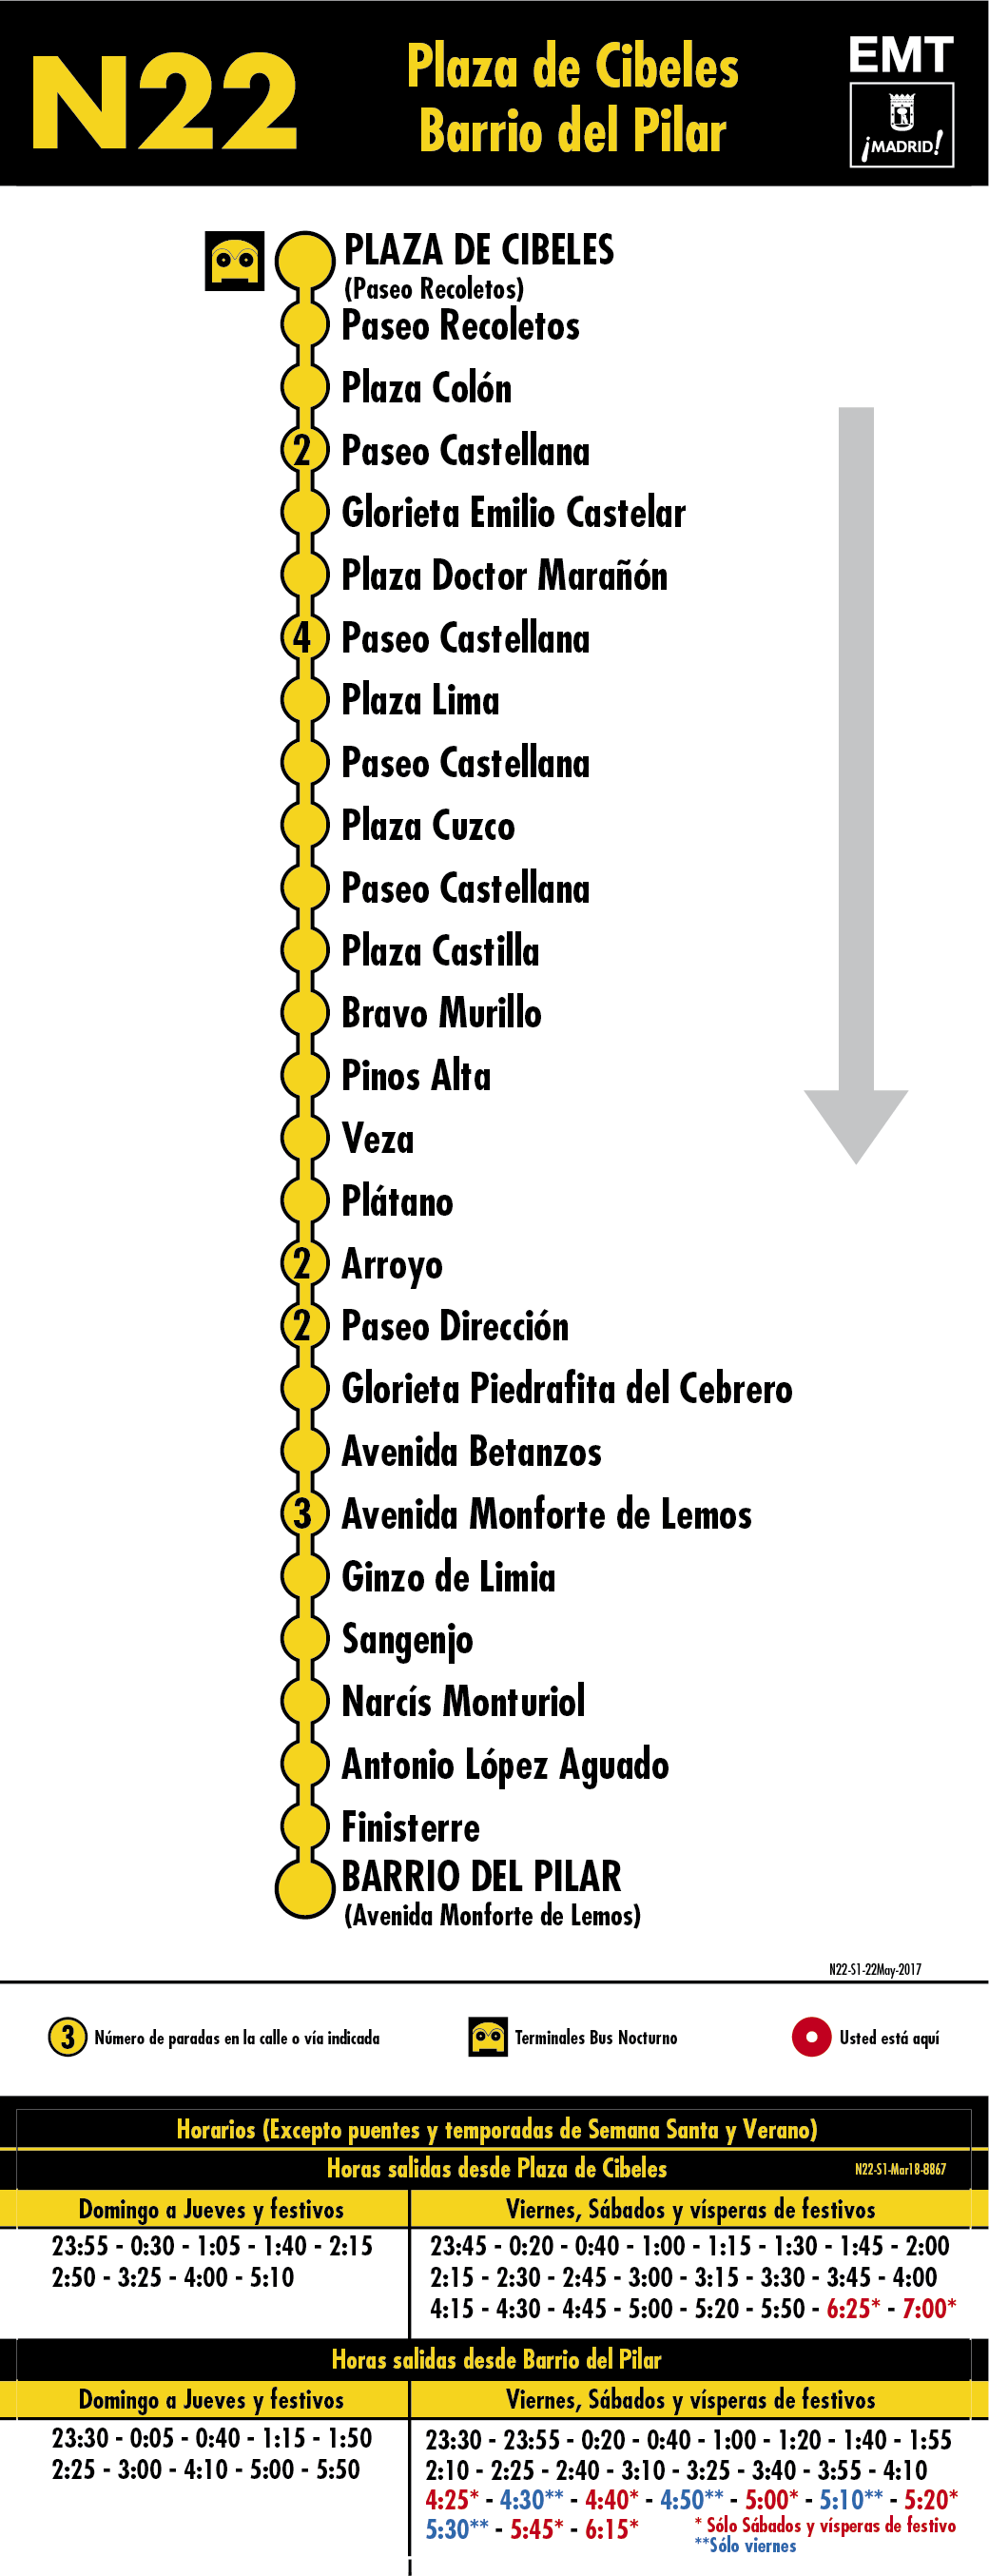 N22
Plaza de Cibeles
Barrio del Pilar
EMT
¡MADRID!
PLAZA DE CIBELES
(Paseo Recoletos)
Paseo Recoletos
Plaza Colón
2 Paseo Castellana
Glorieta Emilio Castelar
Plaza Doctor Marañón
4 Paseo Castellana
Plaza Lima
Paseo Castellana
Plaza Cuzco
Paseo Castellana
Plaza Castilla
Bravo Murillo
Pinos Alta
Veza
Plátano
2 Arroyo
2 Paseo Dirección
Glorieta Piedrafita del Cebrero
Avenida Betanzos
3 Avenida Monforte de Lemos
Ginzo de Limia
Sangenjo
Narcís Monturiol
Antonio López Aguado
Finisterre
BARRIO DEL PILAR
(Avenida Monforte de Lemos)
N22-S1-22May-2017
3 Número de paradas en la calle o vía indicada
Terminales Bus Nocturno
Usted está aquí
Horarios (Excepto puentes y temporadas de Semana Santa y Verano)
Horas salidas desde Plaza de Cibeles
N22-S1-Mar18-8867
Domingo a Jueves y festivos
23:55 - 0:30 - 1:05 - 1:40 - 2:15
2:50 - 3:25 - 4:00 - 5:10
Viernes, Sábados y vísperas de festivos
23:45 - 0:20 - 0:40 - 1:00 - 1:15 - 1:30 - 1:45 - 2:00
2:15 - 2:30 - 2:45 - 3:00 - 3:15 - 3:30 - 3:45 - 4:00
4:15 - 4:30 - 4:45 - 5:00 - 5:20 - 5:50 - 6:25* - 7:00*
Horas salidas desde Barrio del Pilar
Domingo a Jueves y festivos
23:30 - 0:05 - 0:40 - 1:15 - 1:50
2:25 - 3:00 - 4:10 - 5:00 - 5:50
Viernes, Sábados y vísperas de festivos
23:30 - 23:55 - 0:20 - 0:40 - 1:00 - 1:20 - 1:40 - 1:55
2:10 - 2:25 - 2:40 - 3:10 - 3:25 - 3:40 - 3:55 - 4:10
4:25* - 4:30** - 4:40* - 4:50** - 5:00* - 5:10** - 5:20*
5:30** - 5:45* - 6:15*
* Sólo Sábados y vísperas de festivo
**Sólo viernes